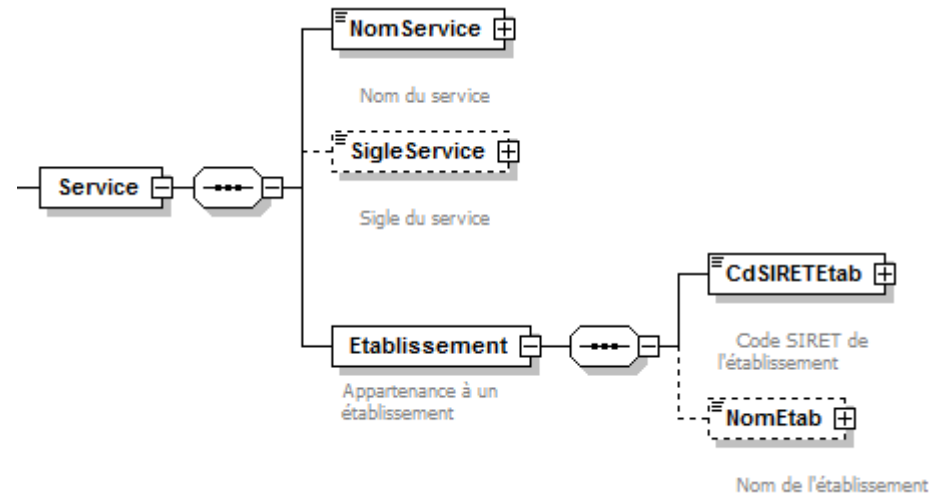 NomService
Nom du service
SigleService
Service
Sigle du service
CdSIRETEtab
Etablissement
Code SIRET de
l'établissement
Appartenance à un
établissement
NomEtab
Nom de l'établissement